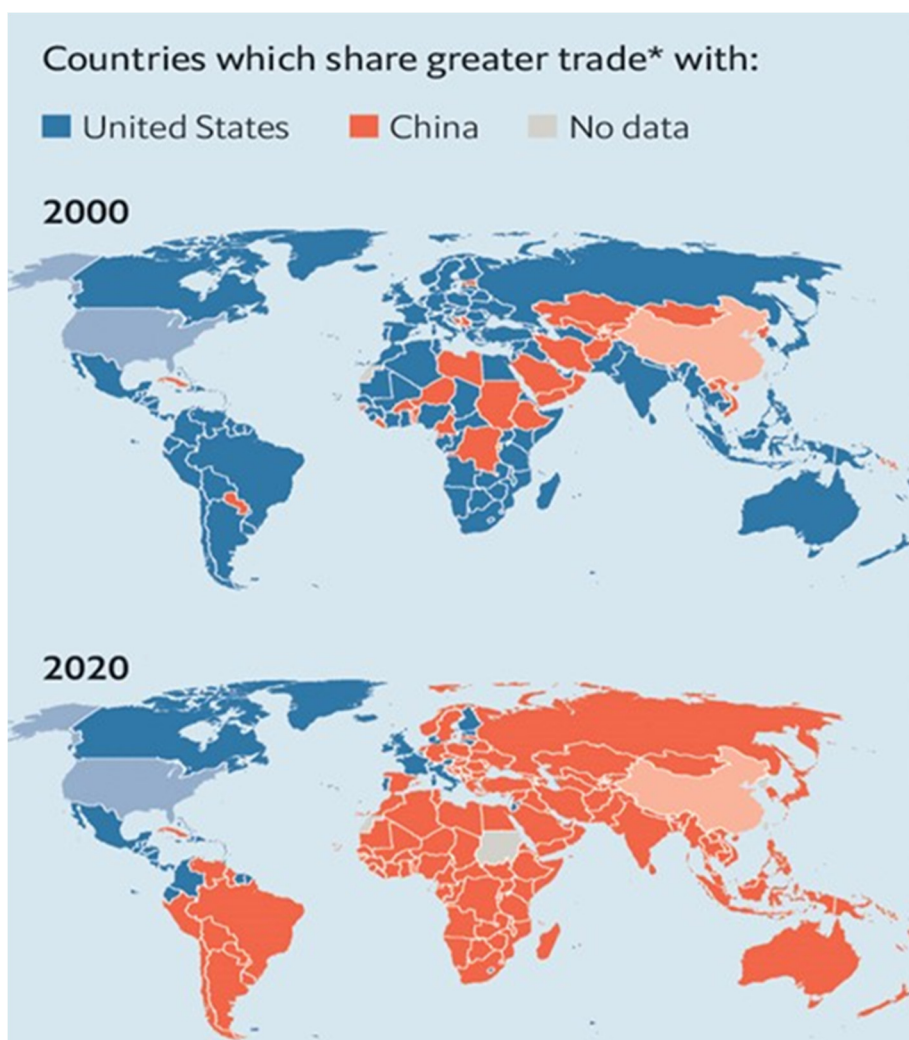 Countries which share greater trade* with:
United States China No data
2000
2020